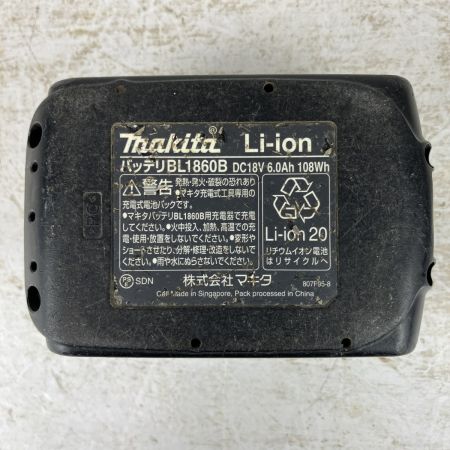 makita Li-ion
バッテリBL1860B DC18V 6.0Ah 108Wh
警告 発熱・発火・破裂の恐れあり
・マキタ充電式工具専用の
充電式電池パックです。
・マキタバッテリBL1860B用充電器で充電
してください。・火中投入、加熱、高温での充
電・使用・放置をしないでください。・変形や
ショートさせたり、分解・修理・改造をしないで
ください。・雨や水にぬらさないでください。
Li-ion 20
リチウムイオン電池
はリサイクルへ
PS SDN 株式会社マキタ 807F95-8
Cell Made in Singapore, Pack processed in China